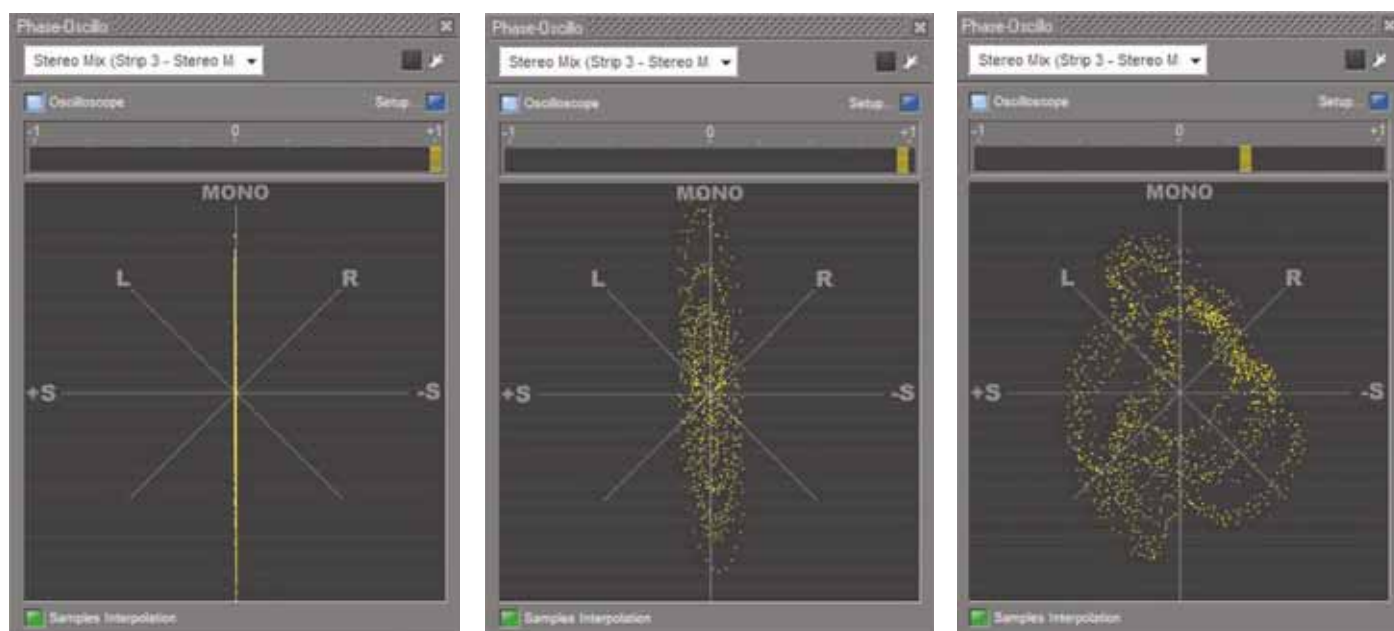 Phase-Oscillo
Stereo Mix (Strip 3 - Stereo M
Oscilloscope Setup...
-1 0 +1
MONO
L R
+S -S
Samples Interpolation
Phase-Oscillo
Stereo Mix (Strip 3 - Stereo M
Oscilloscope Setup...
-1 0 +1
MONO
L R
+S -S
Samples Interpolation
Phase-Oscillo
Stereo Mix (Strip 3 - Stereo M
Oscilloscope Setup...
-1 0 +1
MONO
L R
+S -S
Samples Interpolation